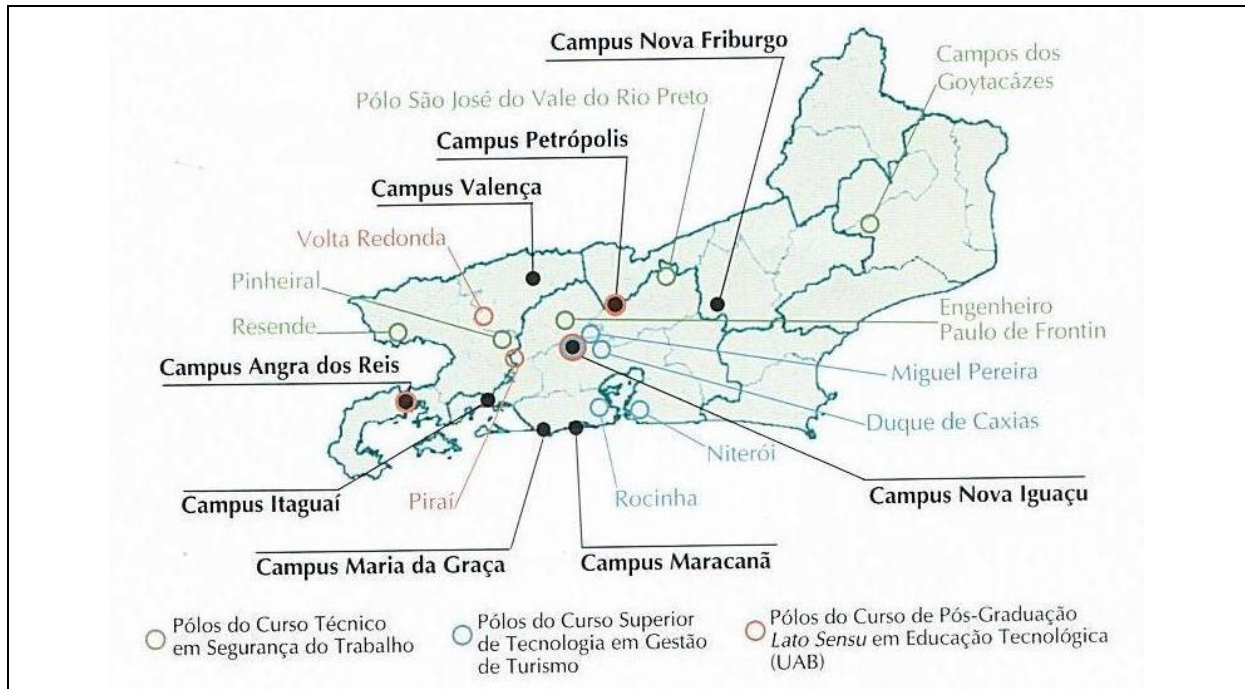 Campus Nova Friburgo
Campos dos
Goytacázes
Pólo São José do Vale do Rio Preto
Campus Petrópolis
Campus Valença
Volta Redonda
Pinheiral
Resende
Engenheiro
Paulo de Frontin
Campus Angra dos Reis
Miguel Pereira
Duque de Caxias
Niterói
Campus Itaguaí
Piraí
Rocinha
Campus Nova Iguaçu
Campus Maria da Graça
Campus Maracanã
Pólos do Curso Técnico
em Segurança do Trabalho
Pólos do Curso Superior
de Tecnologia em Gestão
de Turismo
Pólos do Curso de Pós-Graduação
Lato Sensu em Educação Tecnológica
(UAB)